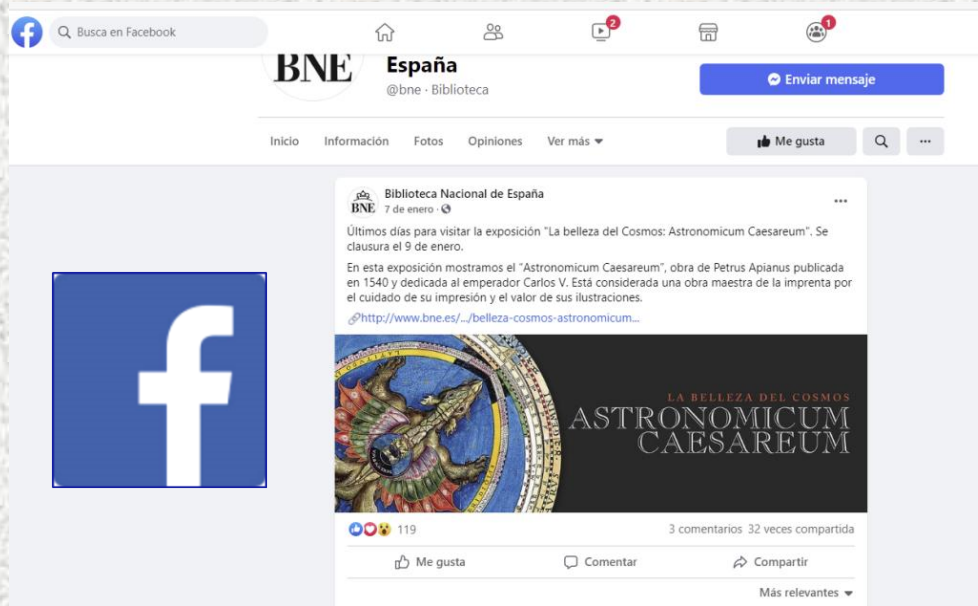 Busca en Facebook
2
1
BNE
España
@bne · Biblioteca
Enviar mensaje
Inicio Información Fotos Opiniones Ver más
Me gusta
BNE
Biblioteca Nacional de España
7 de enero ·
Últimos días para visitar la exposición "La belleza del Cosmos: Astronomicum Caesareum". Se
clausura el 9 de enero.
En esta exposición mostramos el "Astronomicum Caesareum", obra de Petrus Apianus publicada
en 1540 y dedicada al emperador Carlos V. Está considerada una obra maestra de la imprenta por
el cuidado de su impresión y el valor de sus ilustraciones.
http://www.bne.es/.../belleza-cosmos-astronomicum...
LA BELLEZA DEL COSMOS
ASTRONOMICUM
CAESAREUM
119
3 comentarios 32 veces compartida
Me gusta Comentar Compartir
Más relevantes